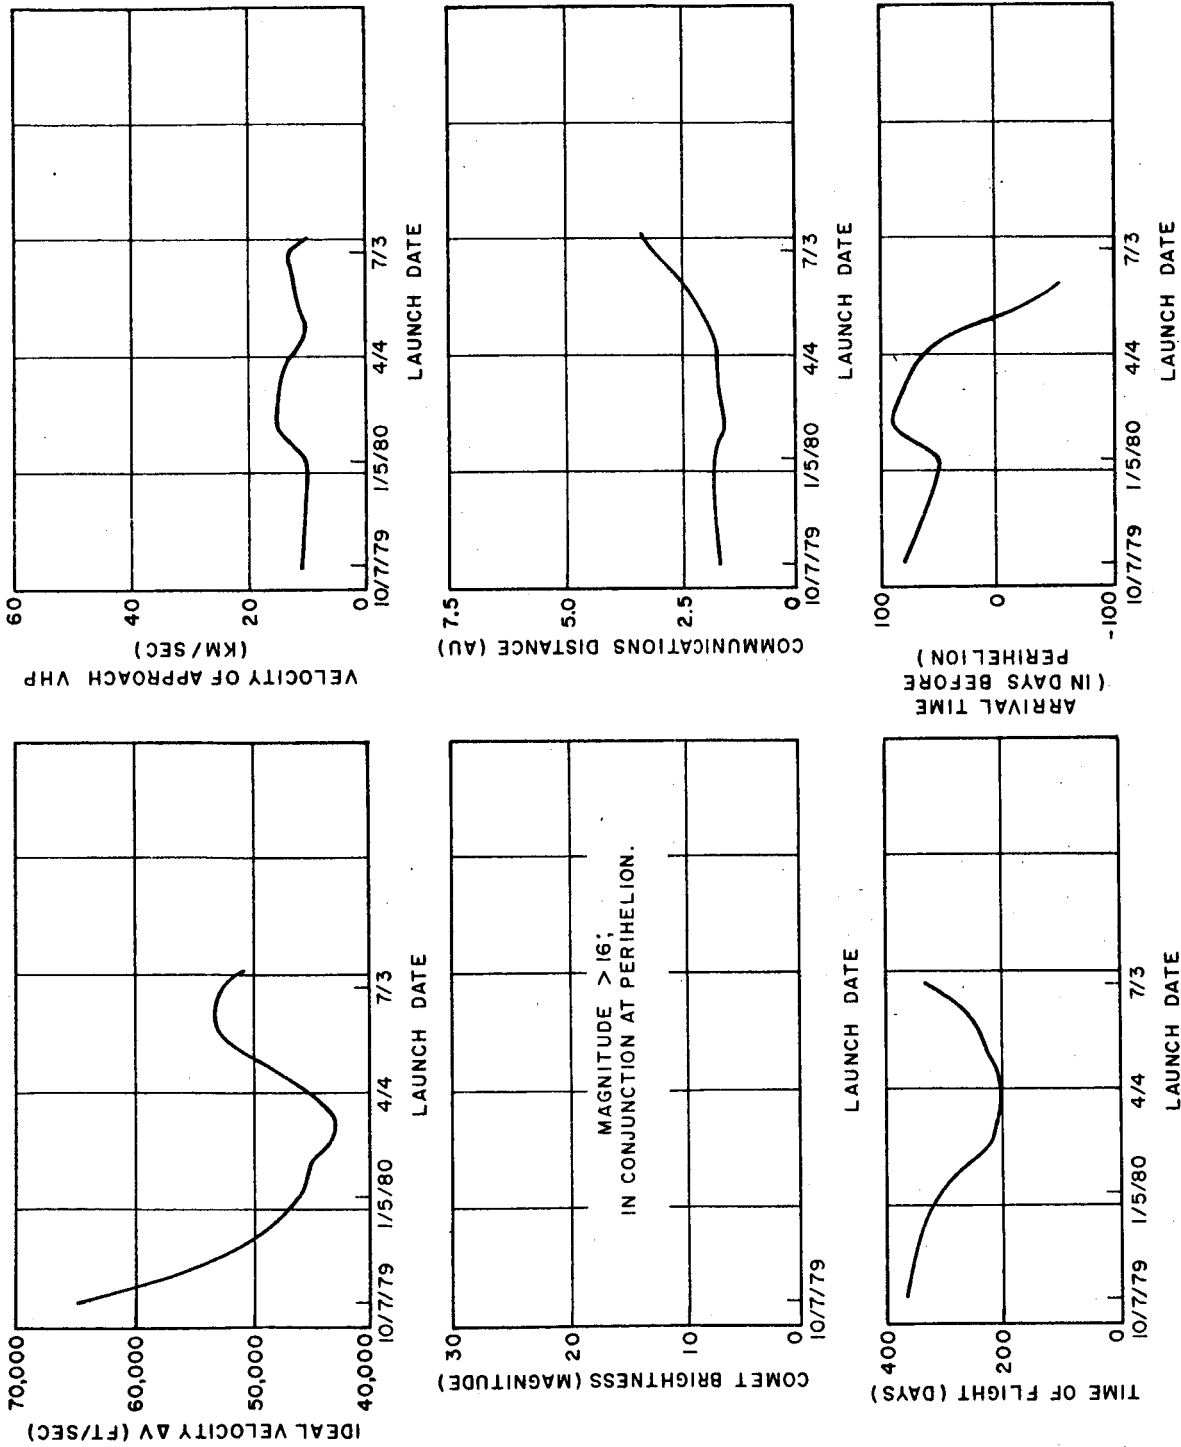 70,000
60,000
50,000
40,000
IDEAL VELOCITY ΔV (FT/SEC)
10/7/79 1/5/80 4/4 7/3
LAUNCH DATE
60
40
20
0
VELOCITY OF APPROACH VHP
(KM/SEC)
10/7/79 1/5/80 4/4 7/3
LAUNCH DATE
30
20
10
0
COMET BRIGHTNESS (MAGNITUDE)
MAGNITUDE > 16;
IN CONJUNCTION AT PERIHELION.
10/7/79
LAUNCH DATE
7.5
5.0
2.5
0
COMMUNICATIONS DISTANCE (AU)
10/7/79 1/5/80 4/4 7/3
LAUNCH DATE
400
200
0
TIME OF FLIGHT (DAYS)
10/7/79 1/5/80 4/4 7/3
LAUNCH DATE
100
0
-100
ARRIVAL TIME
(IN DAYS BEFORE
PERIHELION)
10/7/79 1/5/80 4/4 7/3
LAUNCH DATE